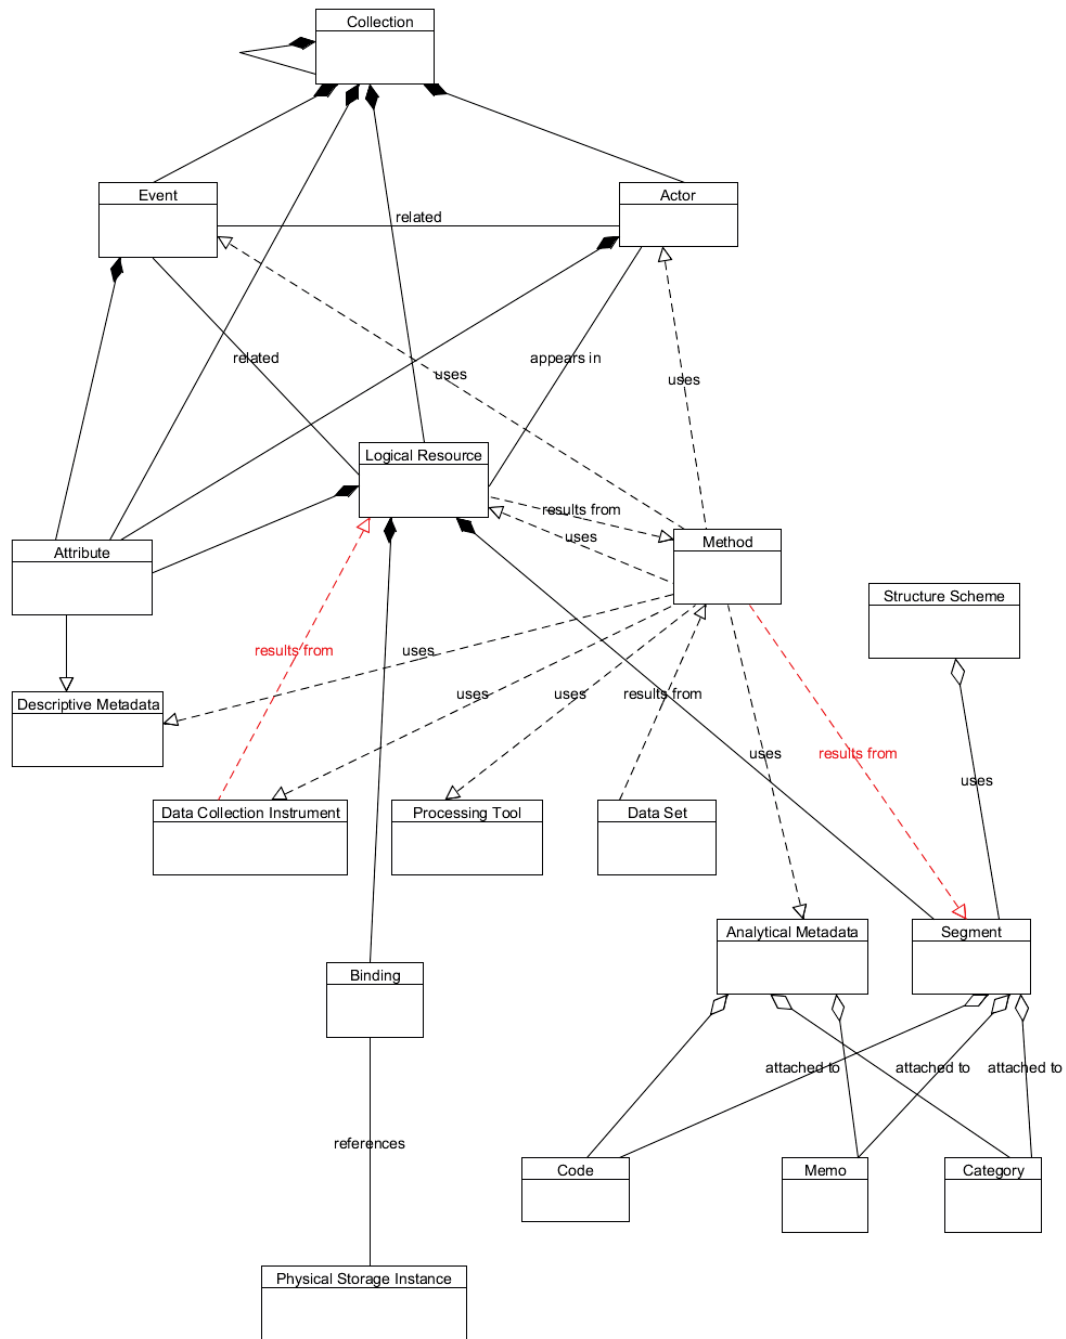 Collection
Event
Actor
related
related
uses
appears in
uses
Logical Resource
results from
uses
Method
Attribute
Structure Scheme
results from
uses
Descriptive Metadata
uses
uses
results from
uses
results from
uses
Data Collection Instrument
Processing Tool
Data Set
Analytical Metadata
Segment
Binding
attached to
attached to
attached to
references
Code
Memo
Category
Physical Storage Instance